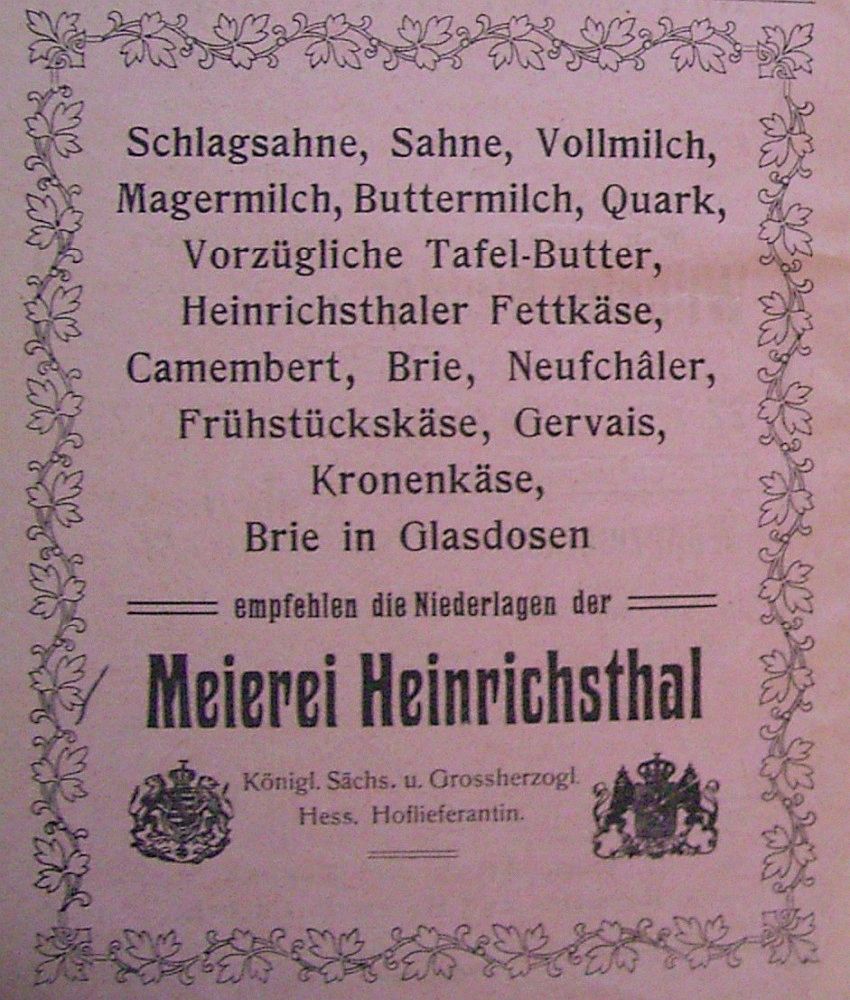 Schlagsahne, Sahne, Vollmilch,
Magermilch, Buttermilch, Quark,
Vorzügliche Tafel-Butter,
Heinrichsthaler Fettkäse,
Camembert, Brie, Neufchâler,
Frühstückskäse, Gervais,
Kronenkäse,
Brie in Glasdosen
empfehlen die Niederlagen der
Meierei Heinrichsthal
Königl. Sächs. u. Grossherzogl.
Hess. Hoflieferantin.